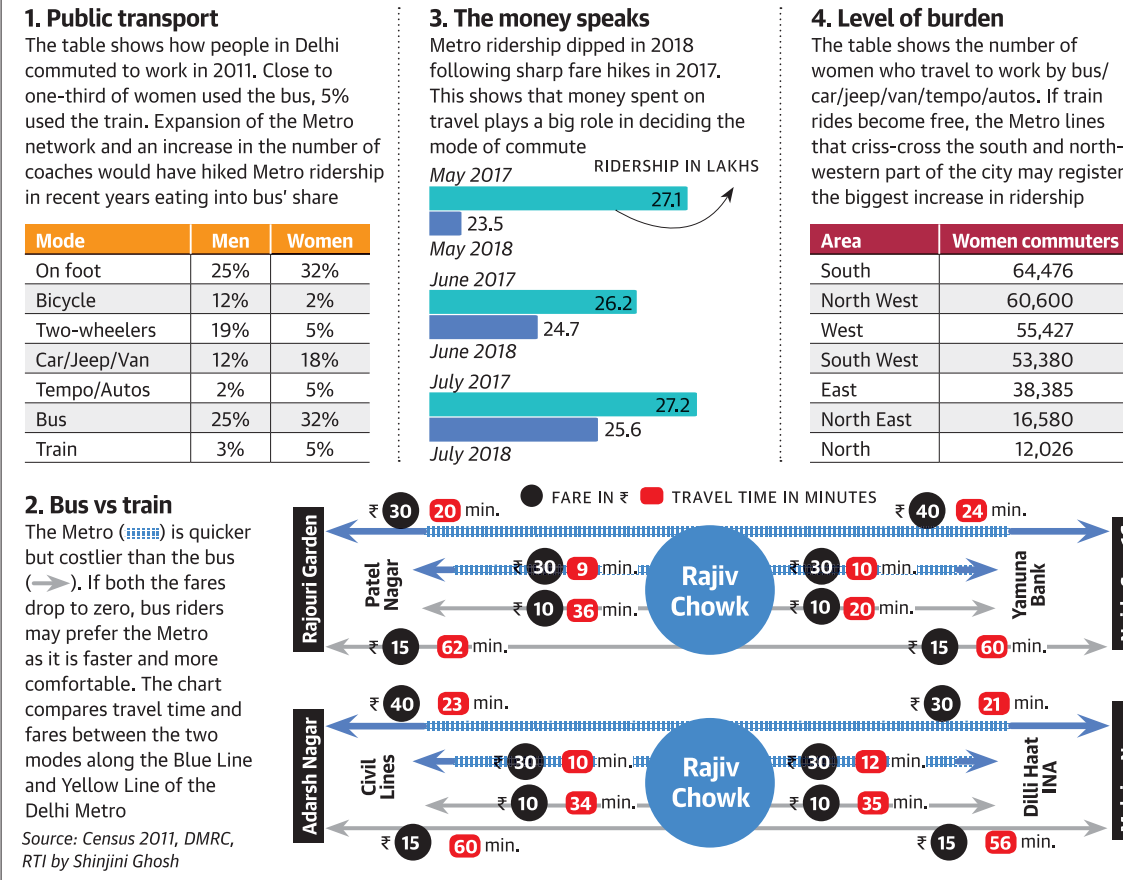 1. Public transport
The table shows how people in Delhi
commuted to work in 2011. Close to
one-third of women used the bus, 5%
used the train. Expansion of the Metro
network and an increase in the number of
coaches would have hiked Metro ridership
in recent years eating into bus' share
Mode Men Women
On foot 25% 32%
Bicycle 12% 2%
Two-wheelers 19% 5%
Car/Jeep/Van 12% 18%
Tempo/Autos 2% 5%
Bus 25% 32%
Train 3% 5%
3. The money speaks
Metro ridership dipped in 2018
following sharp fare hikes in 2017.
This shows that money spent on
travel plays a big role in deciding the
mode of commute
RIDERSHIP IN LAKHS
May 2017
27.1
23.5
May 2018
June 2017
26.2
24.7
June 2018
July 2017
27.2
25.6
July 2018
4. Level of burden
The table shows the number of
women who travel to work by bus/
car/jeep/van/tempo/autos. If train
rides become free, the Metro lines
that criss-cross the south and north-
western part of the city may register
the biggest increase in ridership
Area Women commuters
South 64,476
North West 60,600
West 55,427
South West 53,380
East 38,385
North East 16,580
North 12,026
2. Bus vs train
The Metro ( ) is quicker
but costlier than the bus
( ). If both the fares
drop to zero, bus riders
may prefer the Metro
as it is faster and more
comfortable. The chart
compares travel time and
fares between the two
modes along the Blue Line
and Yellow Line of the
Delhi Metro
Source: Census 2011, DMRC,
RTI by Shinjini Ghosh
FARE IN ₹ TRAVEL TIME IN MINUTES
Rajouri Garden
₹ 30 20 min.
₹ 40 24 min.
Patel
Nagar
₹ 30 9 min.
Rajiv
Chowk
₹ 30 10 min.
Yamuna
Bank
₹ 10 36 min.
₹ 10 20 min.
₹ 15 62 min.
₹ 15 60 min.
Adarsh Nagar
₹ 40 23 min.
₹ 30 21 min.
Civil
Lines
₹ 30 10 min.
Rajiv
Chowk
₹ 30 12 min.
Dilli Haat
INA
₹ 10 34 min.
₹ 10 35 min.
₹ 15 60 min.
₹ 15 56 min.